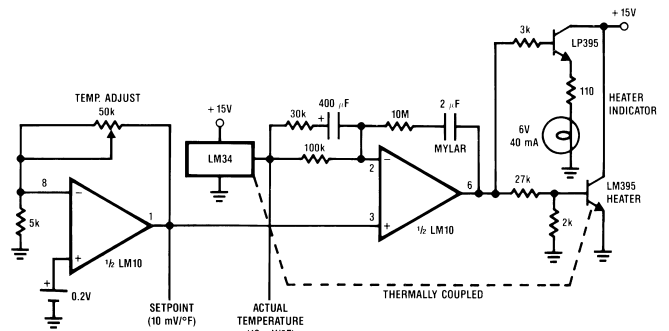 + 15V
3k
LP395
TEMP. ADJUST
50k
+ 15V
30k
400 μF
+
10M
2 μF
MYLAR
110
HEATER
INDICATOR
6V
40 mA
LM34
100k
8
−
2
−
LM395
HEATER
27k
5k
1
3
+
6
2k
+
½ LM10
½ LM10
+
0.2V
THERMALLY COUPLED
SETPOINT
(10 mV/°F)
ACTUAL
TEMPERATURE